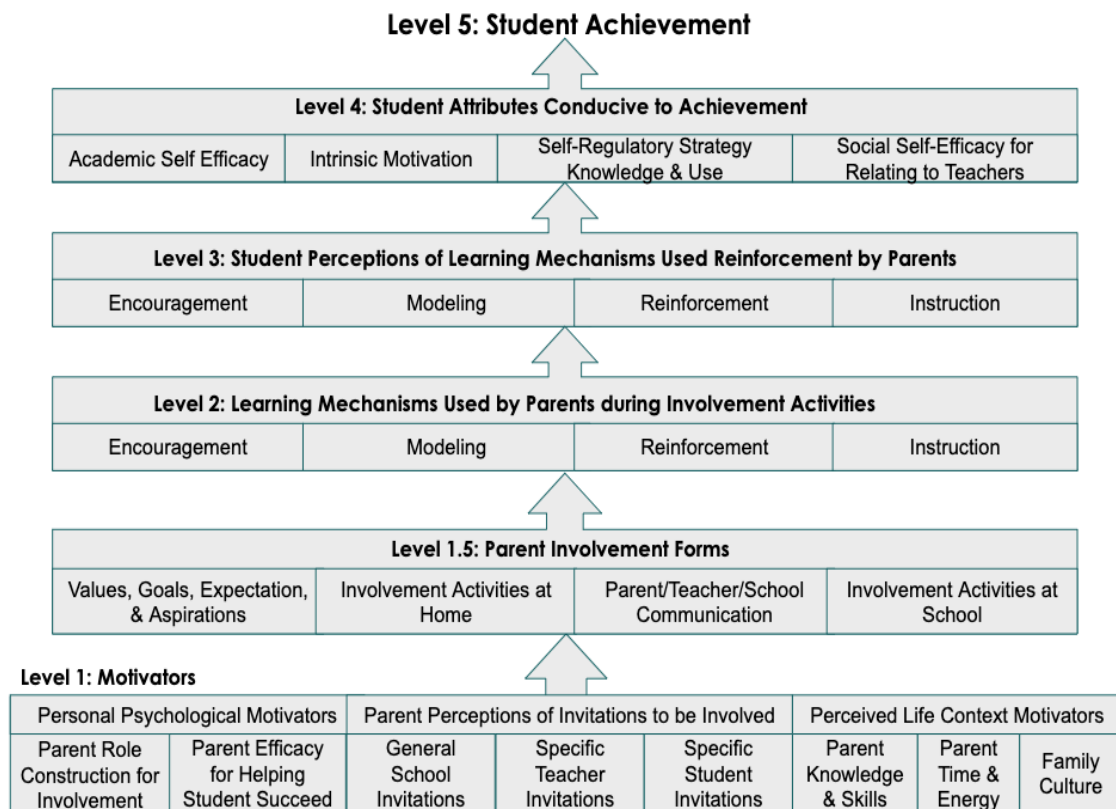 Level 5: Student Achievement
Level 4: Student Attributes Conducive to Achievement
Academic Self Efficacy
Intrinsic Motivation
Self-Regulatory Strategy
Knowledge & Use
Social Self-Efficacy for
Relating to Teachers
Level 3: Student Perceptions of Learning Mechanisms Used Reinforcement by Parents
Encouragement
Modeling
Reinforcement
Instruction
Level 2: Learning Mechanisms Used by Parents during Involvement Activities
Encouragement
Modeling
Reinforcement
Instruction
Level 1.5: Parent Involvement Forms
Values, Goals, Expectation,
& Aspirations
Involvement Activities at
Home
Parent/Teacher/School
Communication
Involvement Activities at
School
Level 1: Motivators
Personal Psychological Motivators
Parent Perceptions of Invitations to be Involved
Perceived Life Context Motivators
Parent Role
Construction for
Involvement
Parent Efficacy
for Helping
Student Succeed
General
School
Invitations
Specific
Teacher
Invitations
Specific
Student
Invitations
Parent
Knowledge
& Skills
Parent
Time &
Energy
Family
Culture